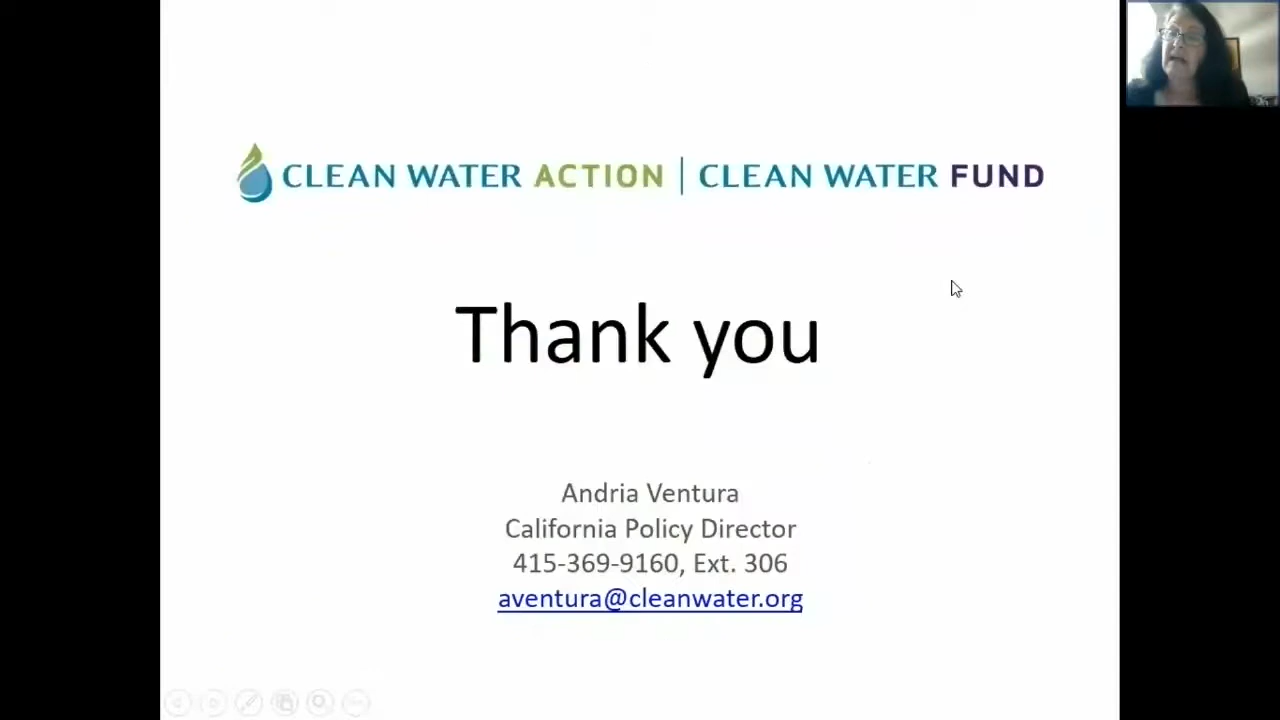 CLEAN WATER ACTION | CLEAN WATER FUND
Thank you
Andria Ventura
California Policy Director
415-369-9160, Ext. 306
aventura@cleanwater.org